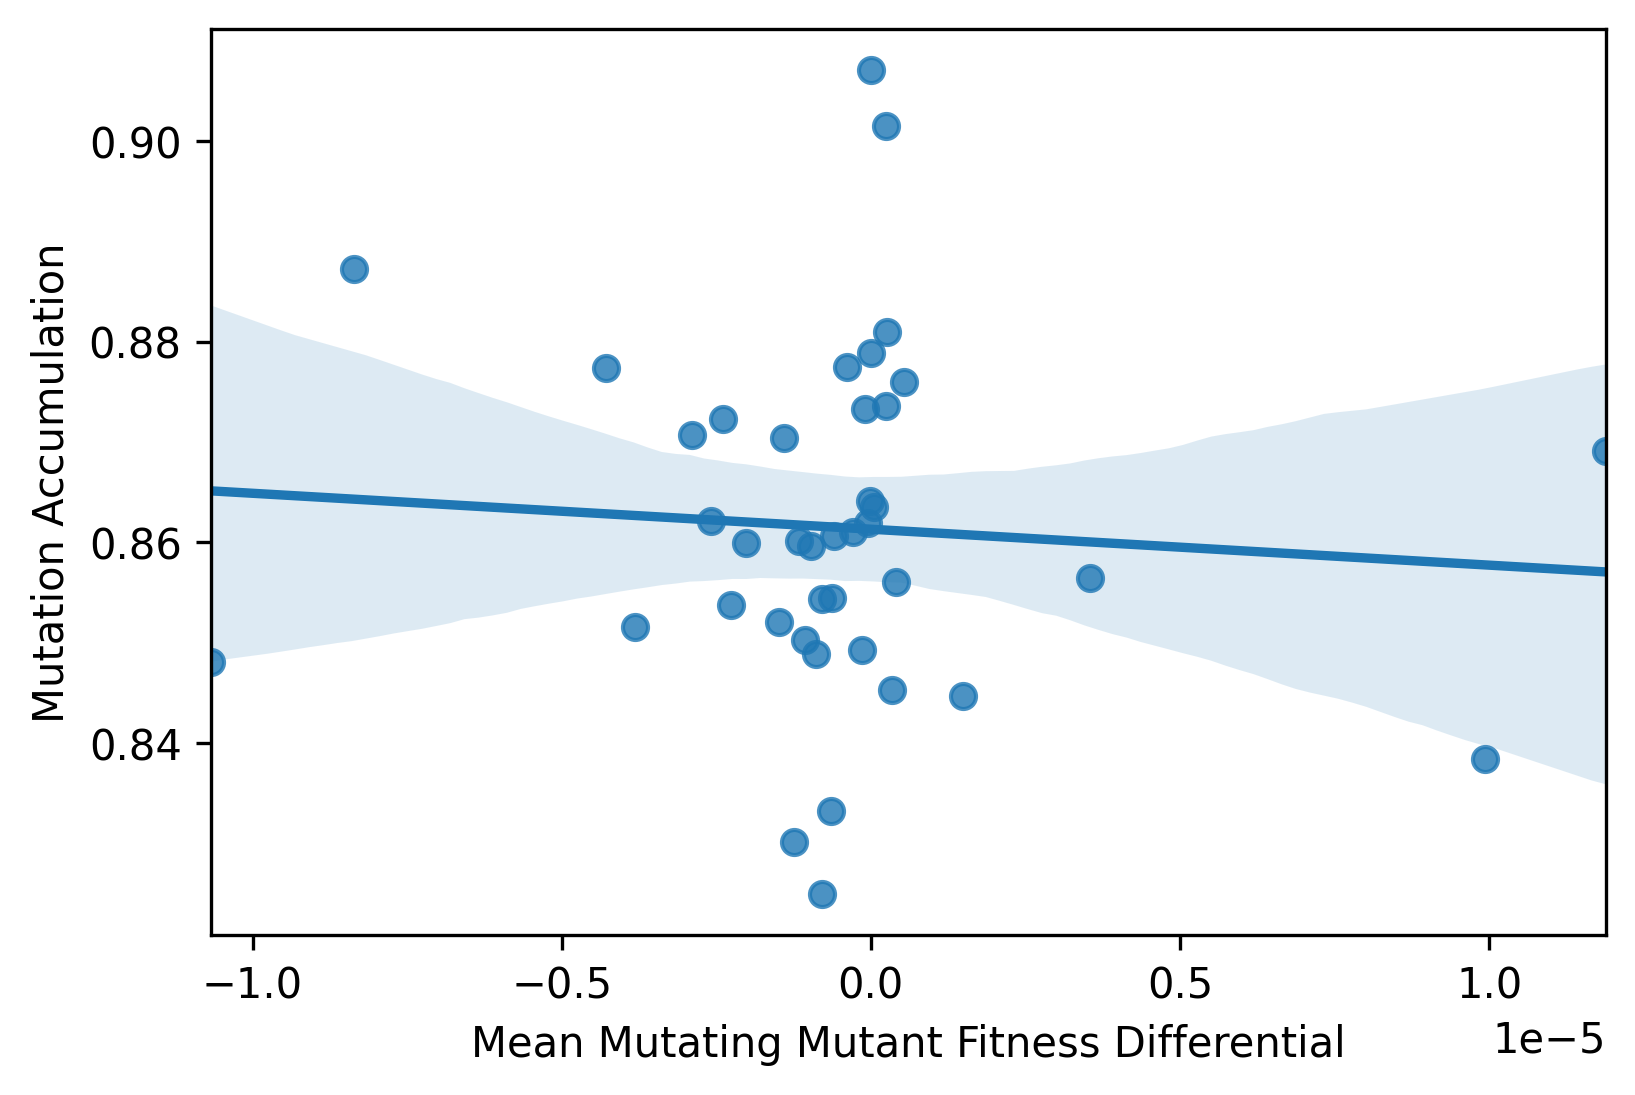 0.90
0.88
0.86
0.84
Mutation Accumulation
−1.0 −0.5 0.0 0.5 1.0
1e−5
Mean Mutating Mutant Fitness Differential